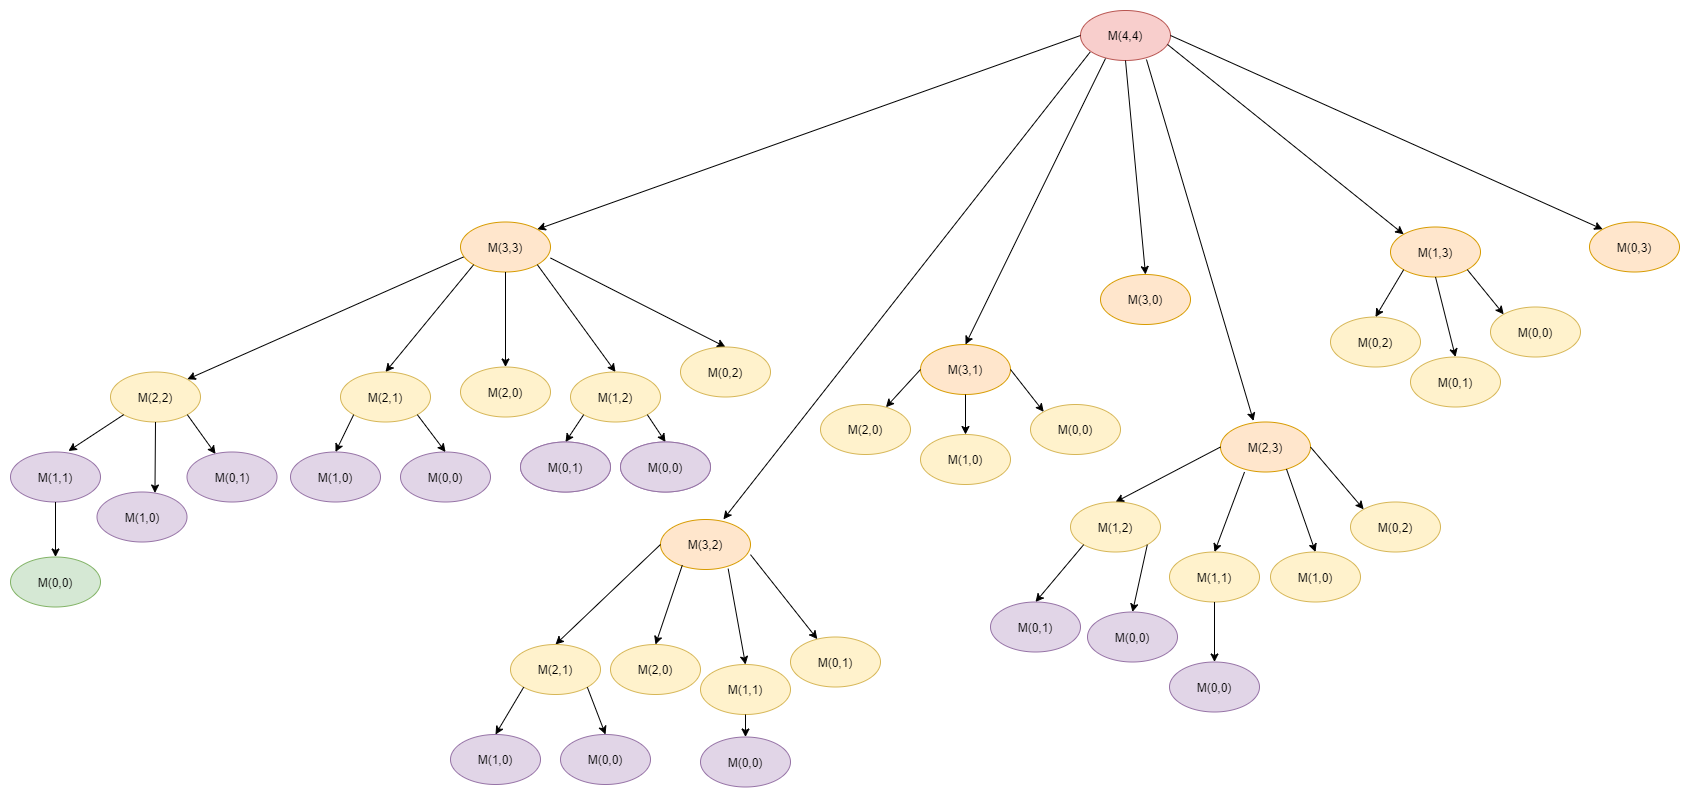 M(4,4)
M(3,3)
M(1,3)
M(0,3)
M(3,0)
M(0,2)
M(0,0)
M(3,1)
M(0,2)
M(0,1)
M(2,2)
M(2,1)
M(2,0)
M(1,2)
M(2,0)
M(1,0)
M(0,0)
M(2,3)
M(1,1)
M(1,0)
M(0,1)
M(1,0)
M(0,0)
M(0,1)
M(0,0)
M(1,2)
M(1,1)
M(1,0)
M(0,2)
M(0,0)
M(3,2)
M(0,1)
M(0,0)
M(0,0)
M(2,1)
M(2,0)
M(1,1)
M(0,1)
M(1,0)
M(0,0)
M(0,0)